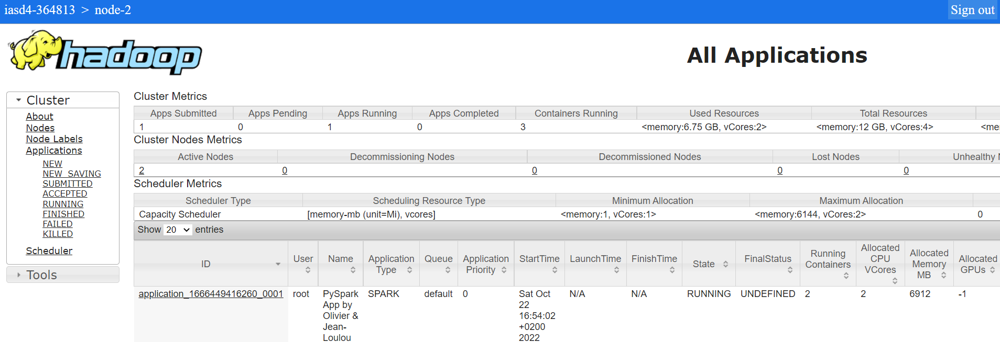 iasd4-364813 > node-2
Sign out
hadoop
All Applications
Cluster
About
Nodes
Node Labels
Applications
NEW
NEW_SAVING
SUBMITTED
ACCEPTED
RUNNING
FINISHED
FAILED
KILLED
Scheduler
Tools
Cluster Metrics
Apps Submitted Apps Pending Apps Running Apps Completed Containers Running Used Resources Total Resources
1 0 1 0 3 <memory:6.75 GB, vCores:2> <memory:12 GB, vCores:4> <me
Cluster Nodes Metrics
Active Nodes Decommissioning Nodes Decommissioned Nodes Lost Nodes Unhealthy
2 0 0 0 0
Scheduler Metrics
Scheduler Type Scheduling Resource Type Minimum Allocation Maximum Allocation
Capacity Scheduler [memory-mb (unit=Mi), vcores] <memory:1, vCores:1> <memory:6144, vCores:2> 0
Show 20 entries
ID
User
Name
Application
Type
Queue
Application
Priority
StartTime
LaunchTime
FinishTime
State
FinalStatus
Running
Containers
Allocated
CPU
VCores
Allocated
Memory
MB
Allocated
GPUs
application_1666449416260_0001
root
PySpark
App by
Olivier &
Jean-
Loulou
SPARK
default
0
Sat Oct
22
16:54:02
+0200
2022
N/A
N/A
RUNNING
UNDEFINED
2
2
6912
-1